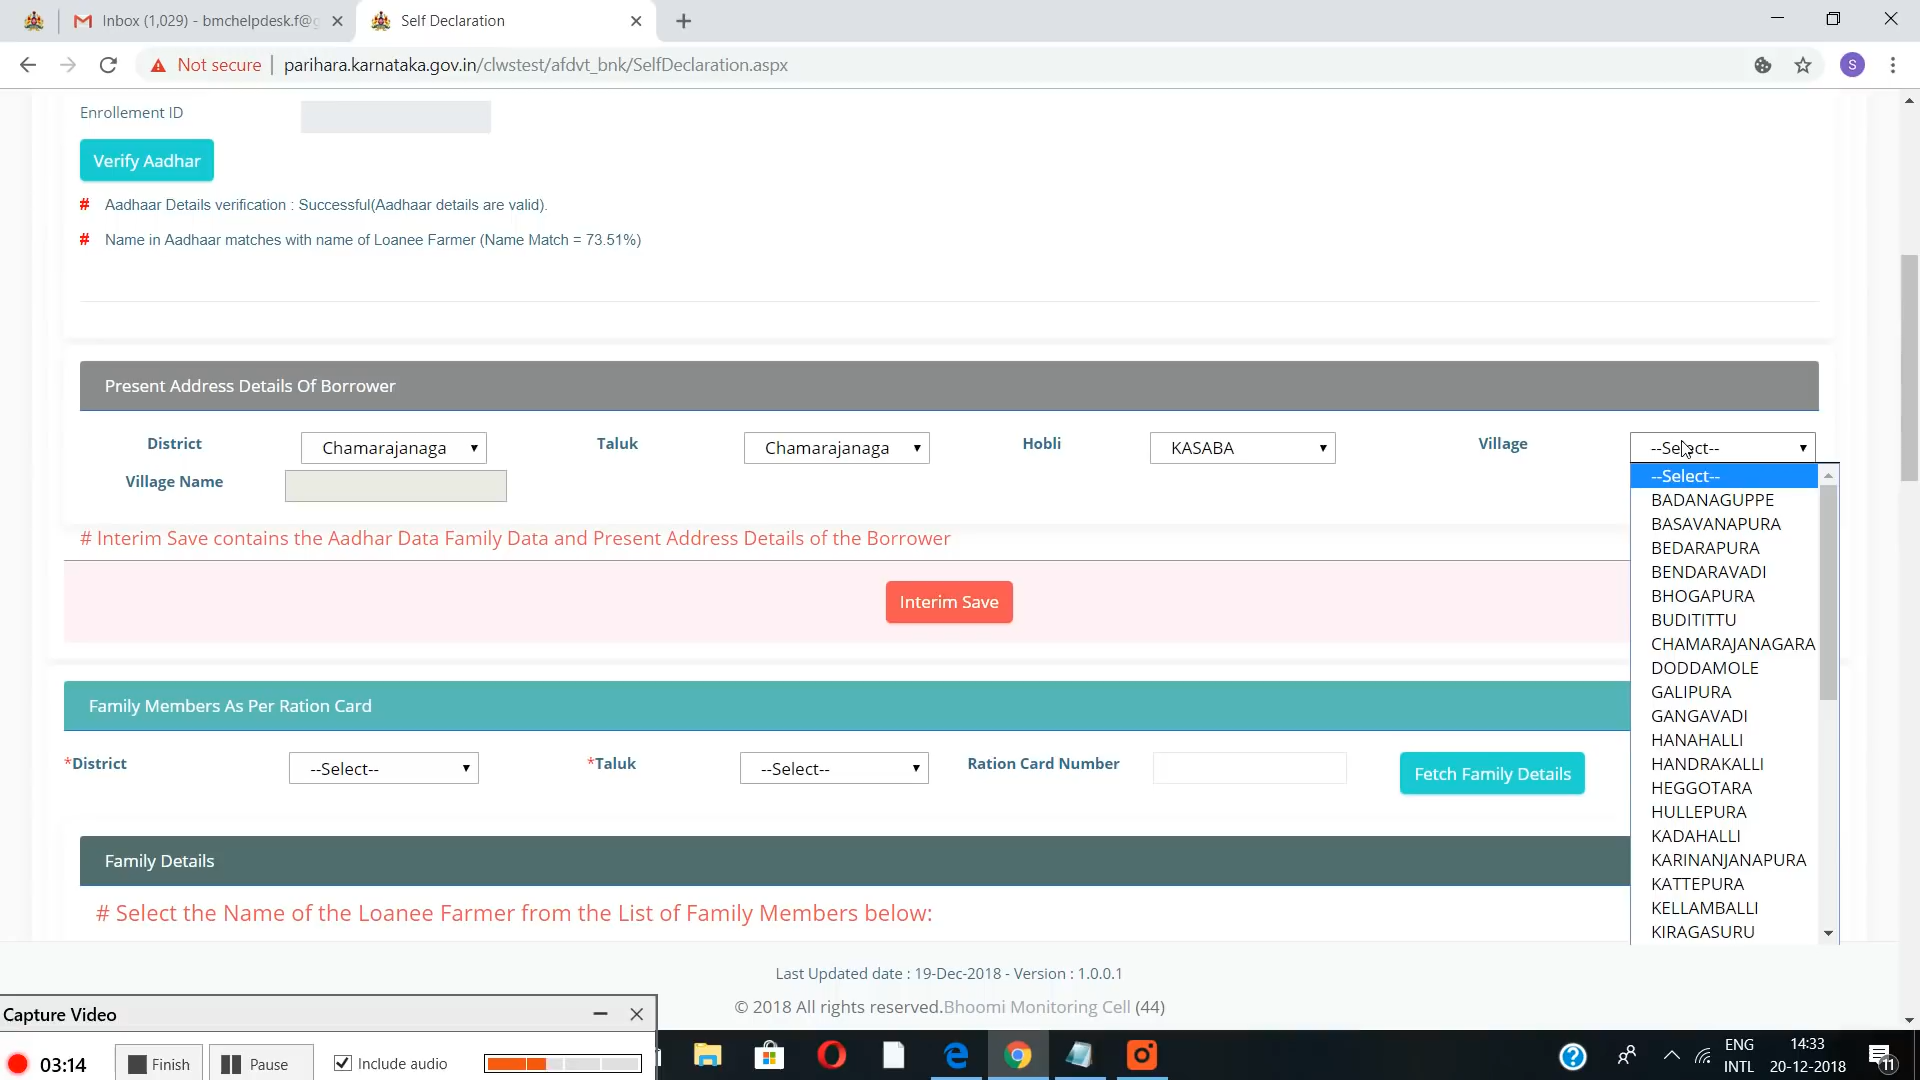 Inbox (1,029) - bmchelpdesk.f@g
Self Declaration
Not secure
parihara.karnataka.gov.in/clwstest/afdvt_bnk/SelfDeclaration.aspx
S
Enrollement ID
Verify Aadhar
# Aadhaar Details verification : Successful(Aadhaar details are valid).
# Name in Aadhaar matches with name of Loanee Farmer (Name Match = 73.51%)
Present Address Details Of Borrower
District Chamarajanaga Taluk Chamarajanaga Hobli KASABA Village --Select--
Village Name
--Select--
BADANAGUPPE
BASAVANAPURA
BEDARAPURA
BENDARAVADI
BHOGAPURA
BUDITITTU
CHAMARAJANAGARA
DODDAMOLE
GALIPURA
GANGAVADI
HANAHALLI
HANDRAKALLI
HEGGOTARA
HULLEPURA
KADAHALLI
KARINANJANAPURA
KATTEPURA
KELLAMBALLI
KIRAGASURU
# Interim Save contains the Aadhar Data Family Data and Present Address Details of the Borrower
Interim Save
Family Members As Per Ration Card
*District --Select-- *Taluk --Select-- Ration Card Number Fetch Family Details
Family Details
# Select the Name of the Loanee Farmer from the List of Family Members below:
Last Updated date : 19-Dec-2018 - Version : 1.0.0.1
© 2018 All rights reserved.Bhoomi Monitoring Cell (44)
Capture Video
03:14 Finish Pause Include audio
ENG
INTL
14:33
20-12-2018
11